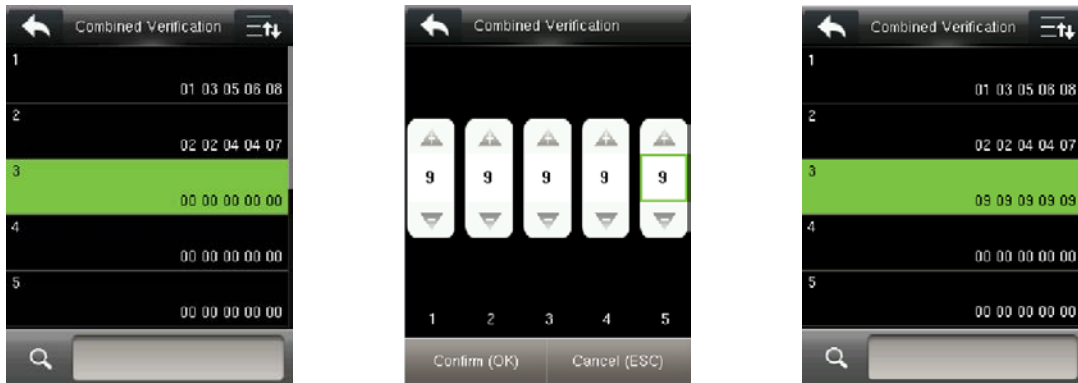 Combined Verification
1
01 03 05 06 08
2
02 02 04 04 07
3
00 00 00 00 00
4
00 00 00 00 00
5
00 00 00 00 00
Combined Verification
9 9 9 9 9
1 2 3 4 5
Confirm (OK) Cancel (ESC)
Combined Verification
1
01 03 05 06 08
2
02 02 04 04 07
3
09 09 09 09 09
4
00 00 00 00 00
5
00 00 00 00 00